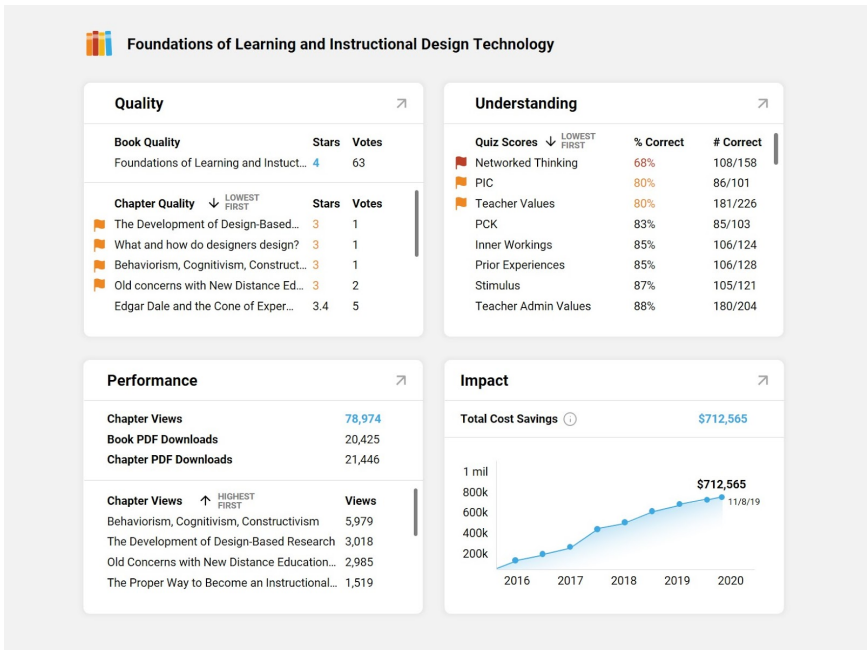 Foundations of Learning and Instructional Design Technology
Quality
Book Quality Stars Votes
Foundations of Learning and Instuct... 4 63
Chapter Quality ↓ LOWEST FIRST Stars Votes
The Development of Design-Based... 3 1
What and how do designers design? 3 1
Behaviorism, Cognitivism, Construct... 3 1
Old concerns with New Distance Ed... 3 2
Edgar Dale and the Cone of Exper... 3.4 5
Understanding
Quiz Scores ↓ LOWEST FIRST % Correct # Correct
Networked Thinking 68% 108/158
PIC 80% 86/101
Teacher Values 80% 181/226
PCK 83% 85/103
Inner Workings 85% 106/124
Prior Experiences 85% 106/128
Stimulus 87% 105/121
Teacher Admin Values 88% 180/204
Performance
Chapter Views 78,974
Book PDF Downloads 20,425
Chapter PDF Downloads 21,446
Chapter Views ↑ HIGHEST FIRST Views
Behaviorism, Cognitivism, Constructivism 5,979
The Development of Design-Based Research 3,018
Old Concerns with New Distance Education... 2,985
The Proper Way to Become an Instructional... 1,519
Impact
Total Cost Savings $712,565
1 mil
800k
600k
400k
200k
$712,565
11/8/19
2016 2017 2018 2019 2020